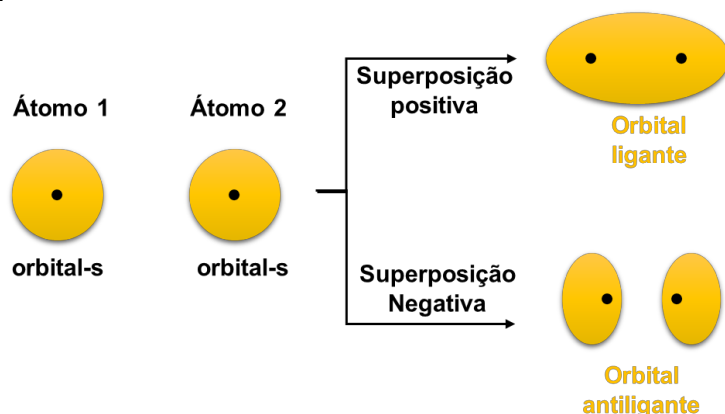 Átomo 1
Átomo 2
orbital-s
orbital-s
Superposição
positiva
Orbital
ligante
Superposição
Negativa
Orbital
antiligante